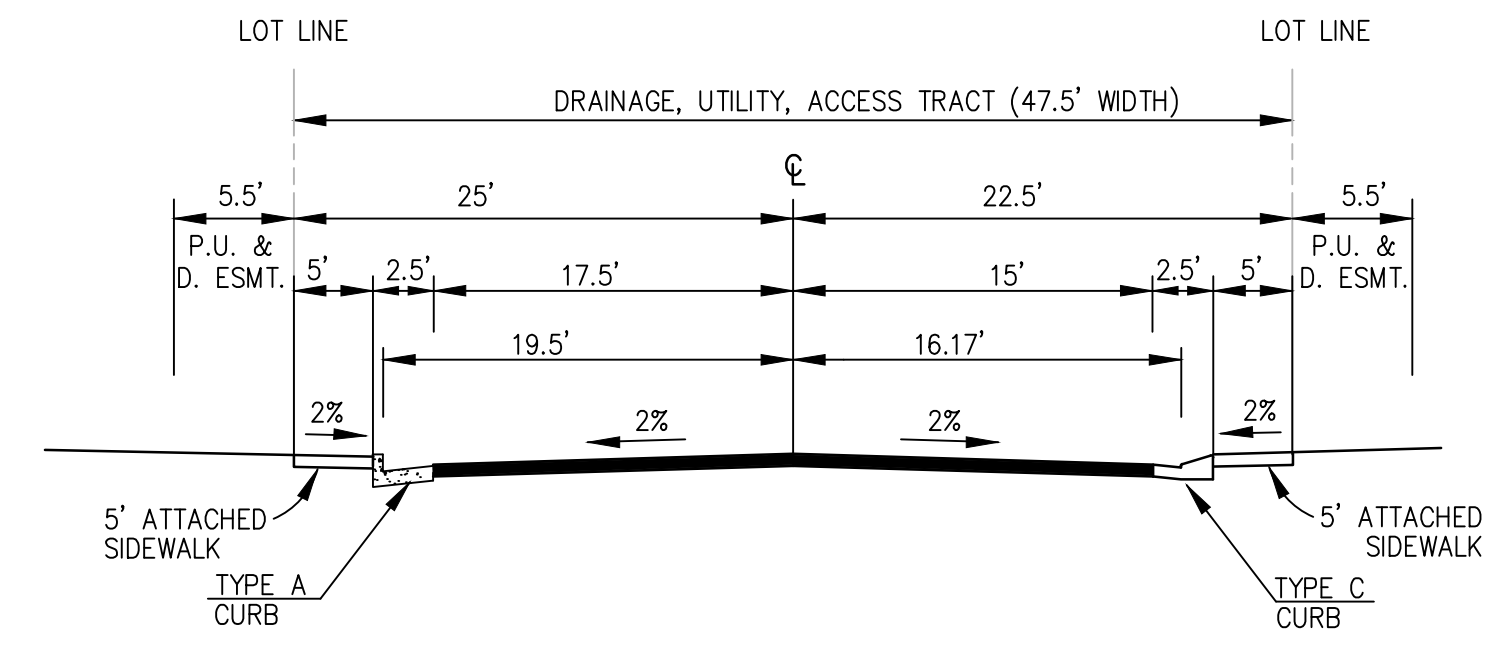 LOT LINE
LOT LINE
DRAINAGE, UTILITY, ACCESS TRACT (47.5' WIDTH)
℄
5.5'
25'
22.5'
5.5'
P.U. &
D. ESMT.
P.U. &
D. ESMT.
5'
2.5'
17.5'
15'
2.5'
5'
19.5'
16.17'
2%
2%
2%
2%
5' ATTACHED
SIDEWALK
5' ATTACHED
SIDEWALK
TYPE A
CURB
TYPE C
CURB